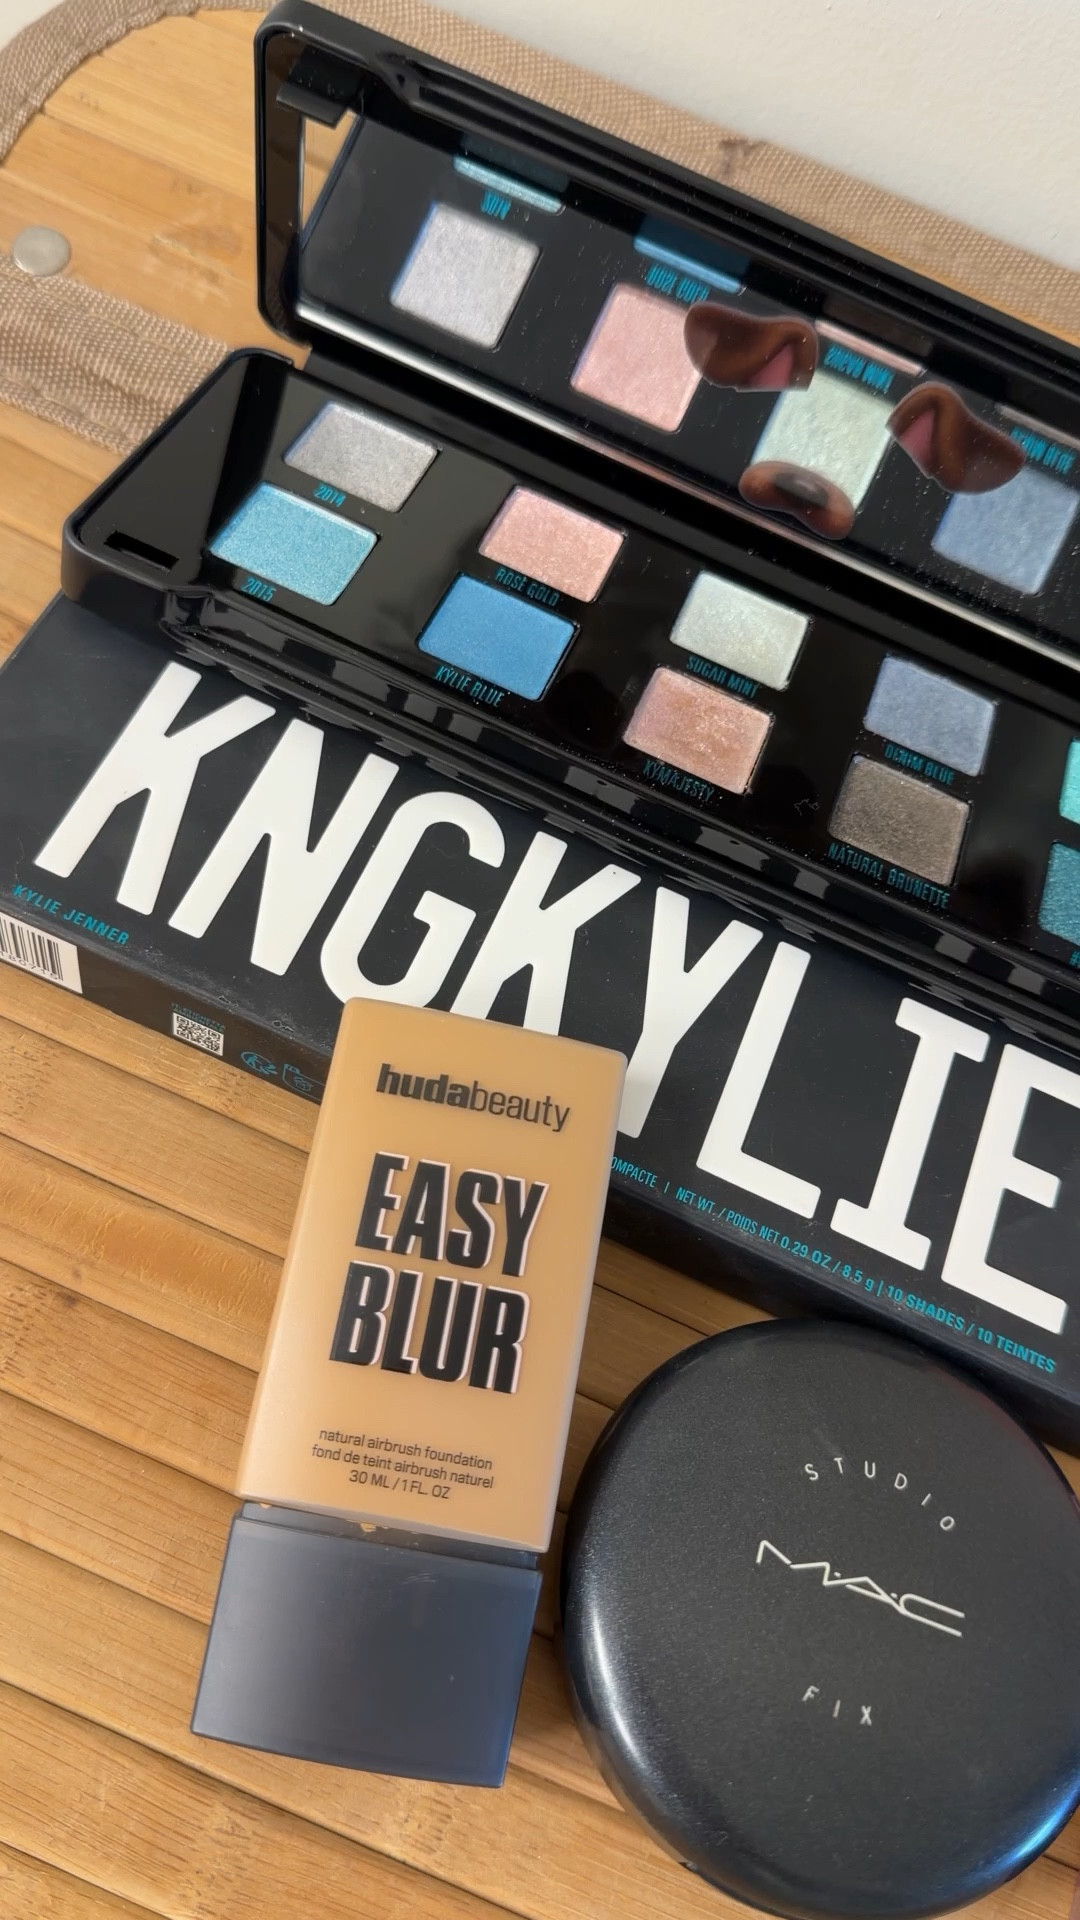 2014
2015
ROSE GOLD
KYLIE BLUE
SUGAR MINT
KYMAJESTY
DENIM BLUE
NATURAL BRUNETTE
KNGKYLIE
KYLIE JENNER
COMPACTE | NET WT. / POIDS NET 0.29 OZ / 8.5 g | 10 SHADES / 10 TEINTES
hudabeauty
EASY
BLUR
natural airbrush foundation
fond de teint airbrush naturel
30 ML / 1 FL. OZ
STUDIO
MAC
FIX